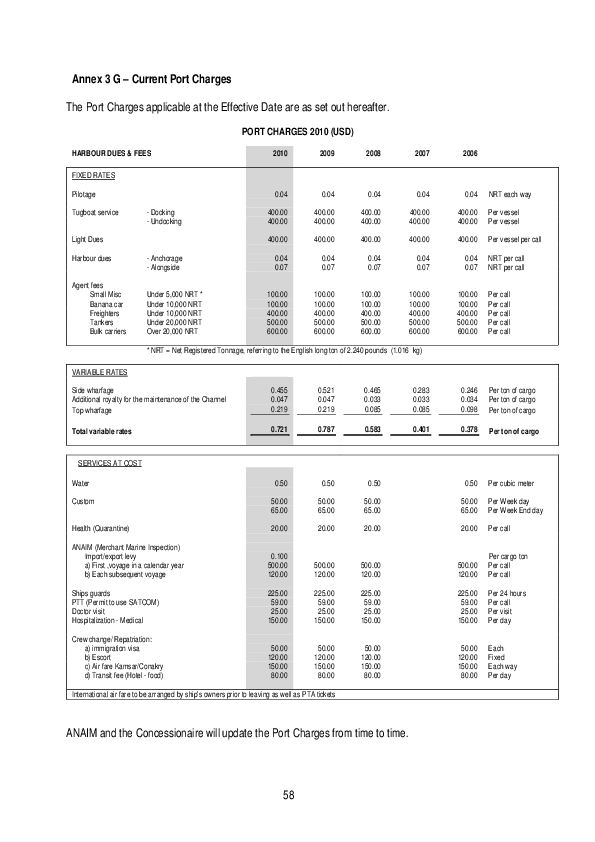 Annex 3 G – Current Port Charges
The Port Charges applicable at the Effective Date are as set out hereafter.
PORT CHARGES 2010 (USD)
HARBOUR DUES & FEES 2010 2009 2008 2007 2006
FIXED RATES
Pilotage 0.04 0.04 0.04 0.04 0.04 NRT each way
Tugboat service - Docking 400.00 400.00 400.00 400.00 400.00 Per vessel
- Undocking 400.00 400.00 400.00 400.00 400.00 Per vessel
Light Dues 400.00 400.00 400.00 400.00 400.00 Per vessel per call
Harbour dues - Anchorage 0.04 0.04 0.04 0.04 0.04 NRT per call
- Alongside 0.07 0.07 0.07 0.07 0.07 NRT per call
Agent fees
Small Misc Under 5,000 NRT * 100.00 100.00 100.00 100.00 100.00 Per call
Banana car Under 10,000 NRT 100.00 100.00 100.00 100.00 100.00 Per call
Freighters Under 10,000 NRT 400.00 400.00 400.00 400.00 400.00 Per call
Tankers Under 20,000 NRT 500.00 500.00 500.00 500.00 500.00 Per call
Bulk carriers Over 20,000 NRT 600.00 600.00 600.00 600.00 600.00 Per call
* NRT = Net Registered Tonnage, referring to the English long ton of 2.240 pounds (1.016 kg)
VARIABLE RATES
Side wharfage 0.455 0.521 0.465 0.283 0.246 Per ton of cargo
Additional royalty for the maintenance of the Channel 0.047 0.047 0.033 0.033 0.034 Per ton of cargo
Top wharfage 0.219 0.219 0.085 0.085 0.098 Per ton of cargo
Total variable rates 0.721 0.787 0.583 0.401 0.378 Per ton of cargo
SERVICES AT COST
Water 0.50 0.50 0.50 0.50 Per cubic meter
Custom 50.00 50.00 50.00 50.00 Per Week day
65.00 65.00 65.00 65.00 Per Week End day
Health (Quarantine) 20.00 20.00 20.00 20.00 Per call
ANAIM (Merchant Marine Inspection)
Import/export levy 0.100 Per cargo ton
a) First ,voyage in a calendar year 500.00 500.00 500.00 500.00 Per call
b) Each subsequent voyage 120.00 120.00 120.00 120.00 Per call
Ships guards 225.00 225.00 225.00 225.00 Per 24 hours
PTT (Permit to use SATCOM) 59.00 59.00 59.00 59.00 Per call
Doctor visit 25.00 25.00 25.00 25.00 Per visit
Hospitalization - Medical 150.00 150.00 150.00 150.00 Per day
Crew change/ Repatriation:
a) immigration visa 50.00 50.00 50.00 50.00 Each
b) Escort 120.00 120.00 120.00 120.00 Fixed
c) Air fare Kamsar/Conakry 150.00 150.00 150.00 150.00 Each way
d) Transit fee (Hotel - food) 80.00 80.00 80.00 80.00 Per day
International air fare to be arranged by ship's owners prior to leaving as well as PTA tickets
ANAIM and the Concessionaire will update the Port Charges from time to time.
58